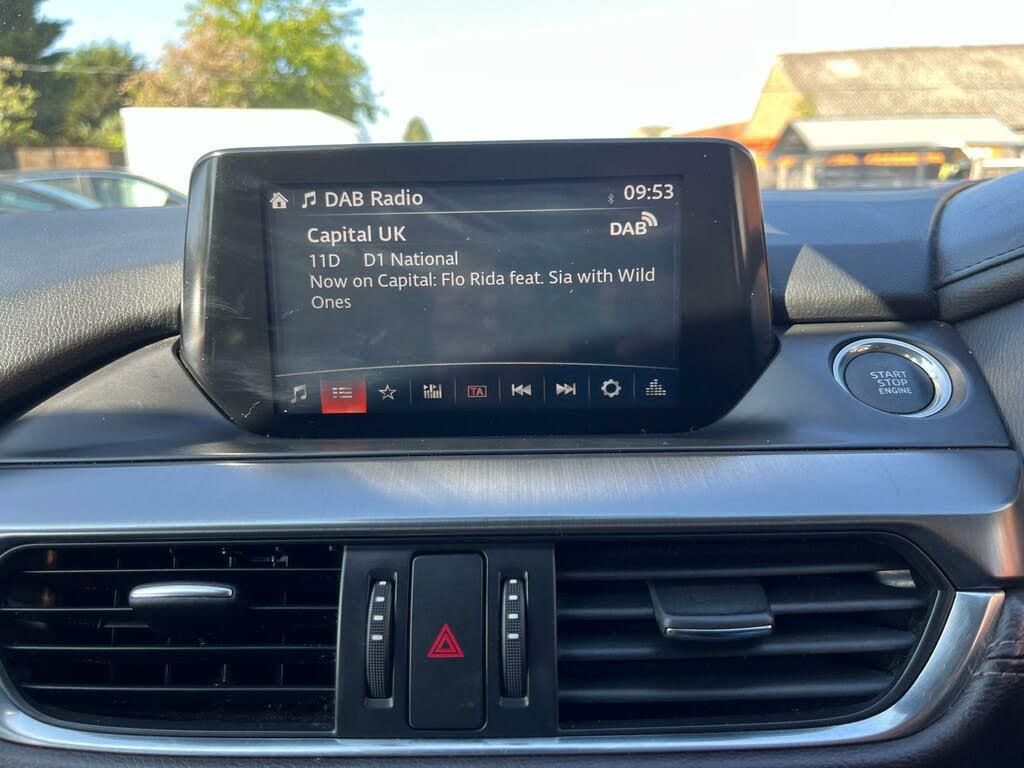 DAB Radio 09:53
Capital UK DAB
11D D1 National
Now on Capital: Flo Rida feat. Sia with Wild
Ones
TA
START
STOP
ENGINE